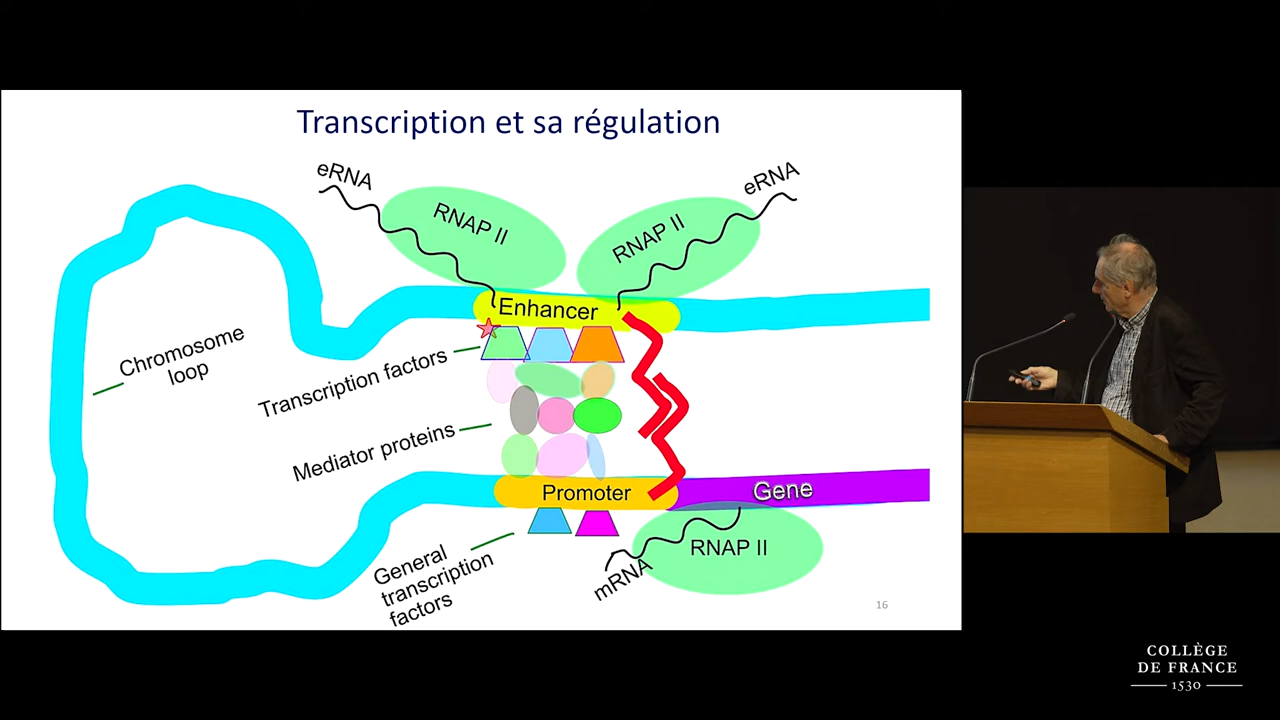 Transcription et sa régulation
eRNA
eRNA
RNAP II
RNAP II
Enhancer
Chromosome
loop
Transcription factors
Mediator proteins
Promoter
Gene
General
transcription
factors
RNAP II
mRNA
16
COLLÈGE
DE FRANCE
1530